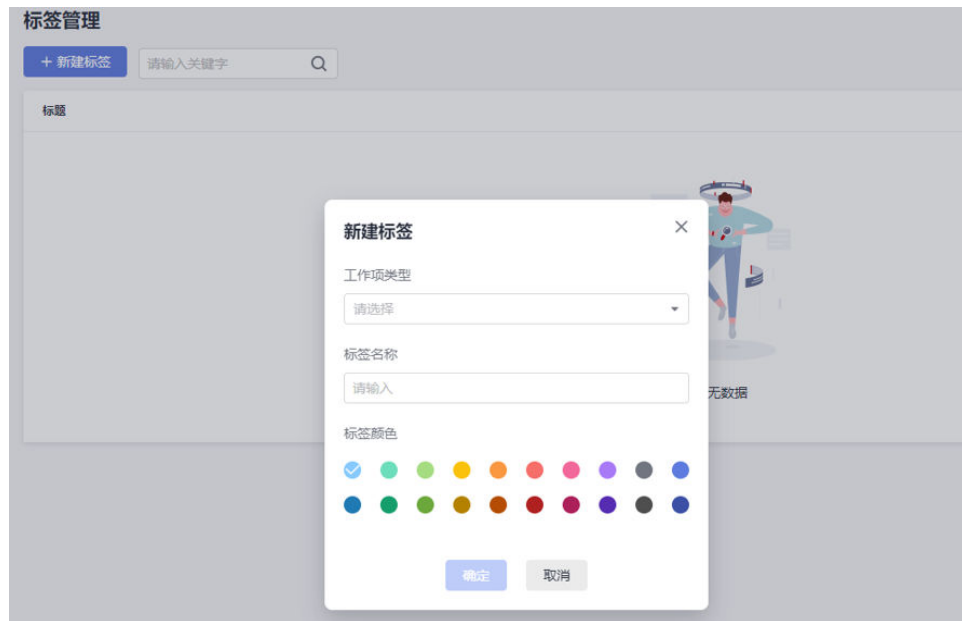 标签管理
+ 新建标签
请输入关键字
标题
新建标签
工作项类型
请选择
标签名称
请输入
无数据
标签颜色
确定
取消